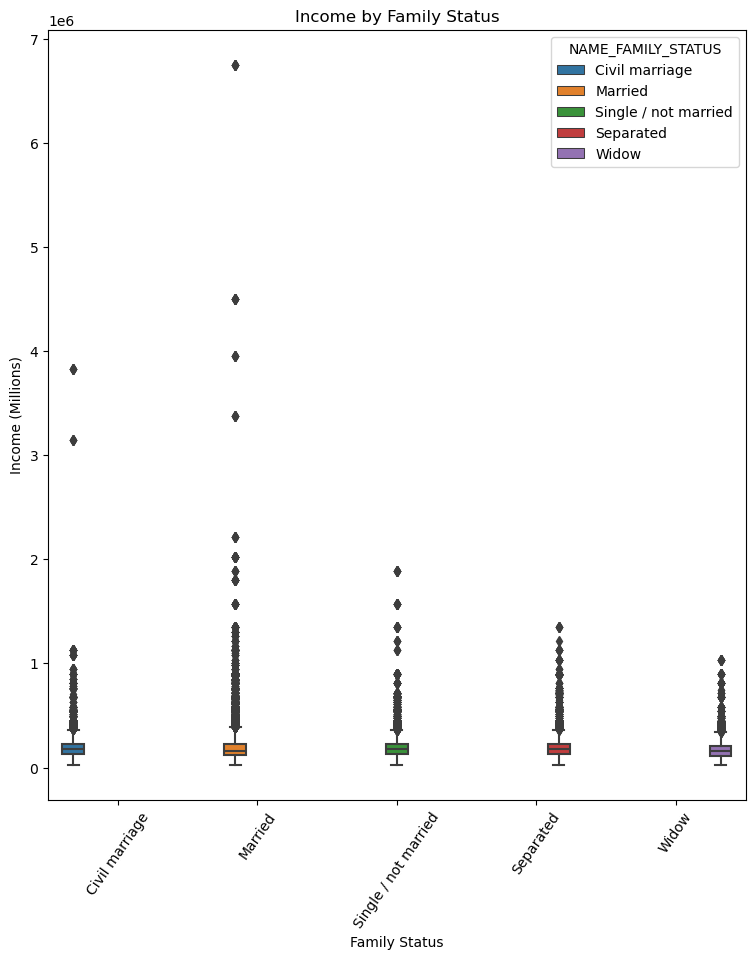 Income by Family Status
1e6
7
6
5
4
3
2
1
0
Income (Millions)
NAME_FAMILY_STATUS
Civil marriage
Married
Single / not married
Separated
Widow
Civil marriage
Married
Single / not married
Separated
Widow
Family Status